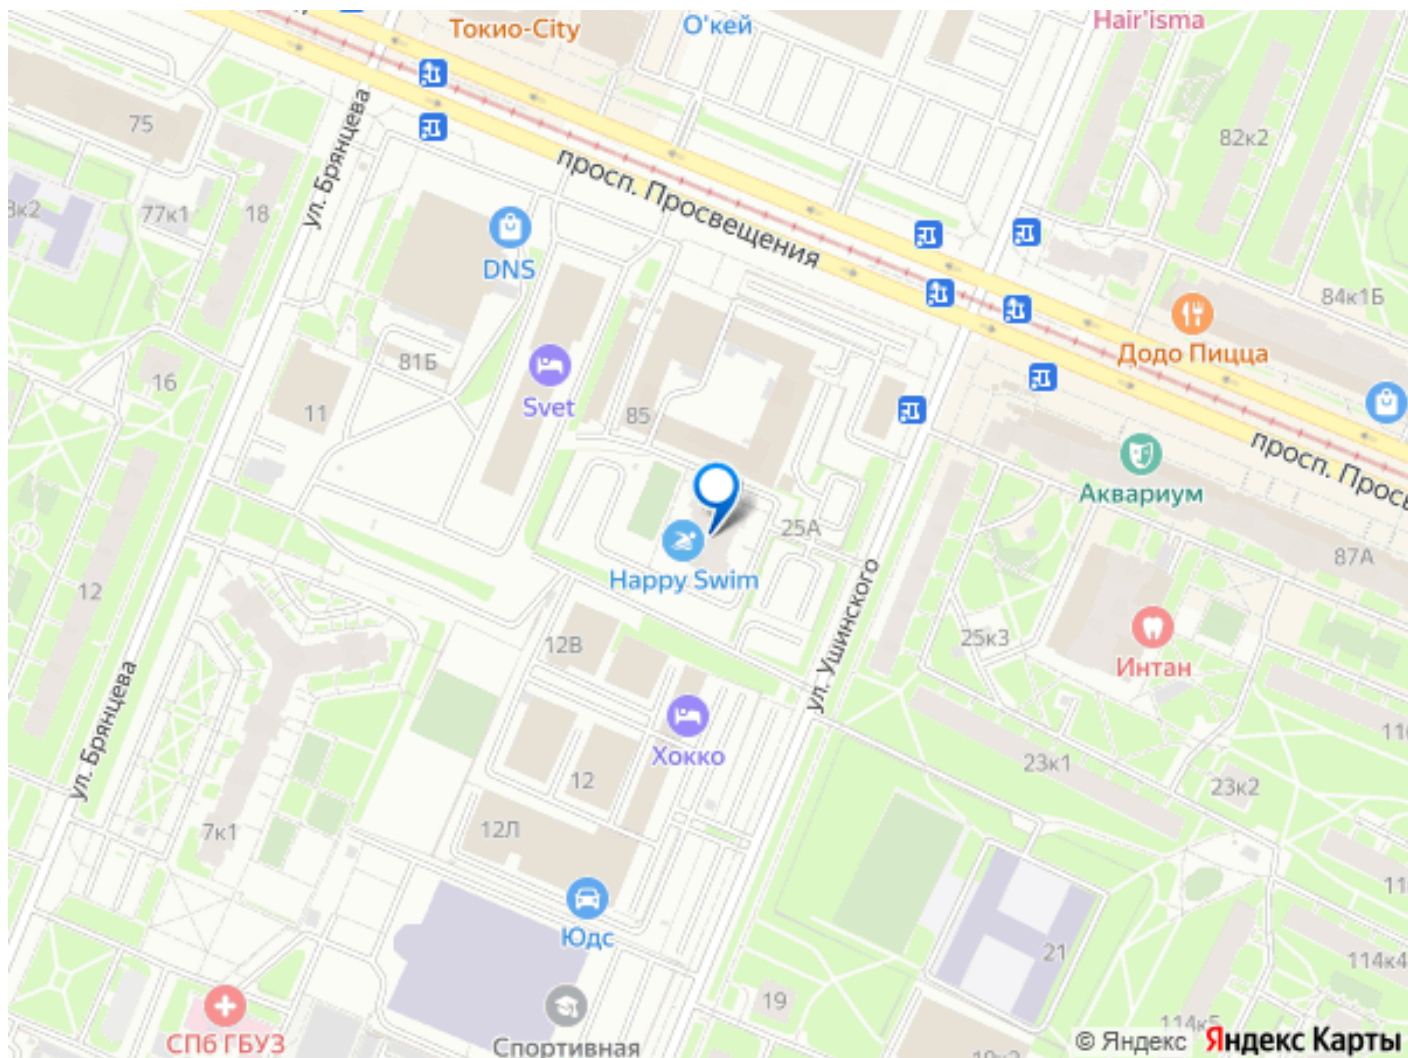 Токио-City
О'кей
Hair'isma
75
ул. Брянцева
82к2
просп. Просвещения
77к1
18
DNS
84к1Б
Додо Пицца
81Б
16
Svet
11
85
просп. Просв
Аквариум
25А
87А
Happy Swim
12
ул. Ушинского
12В
25к3
Интан
ул. Брянцева
Хокко
23к1
12
23к2
7к1
12Л
Юдс
21
114к4
19
СПб ГБУЗ
Спортивная
114к5
© Яндекс Яндекс Карты